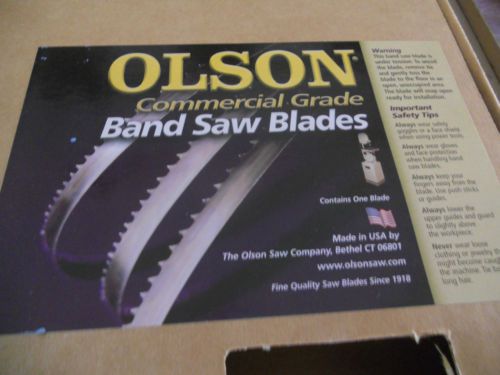 OLSON®
Commercial Grade
Band Saw Blades
Contains One Blade
Made in USA by
The Olson Saw Company, Bethel CT 06801
www.olsonsaw.com
Fine Quality Saw Blades Since 1918
Warning
This band saw blade is
under tension. To uncoil
the blade, remove tie
and gently toss the
blade to the floor in an
open, unoccupied area.
The blade will snap open
ready for installation.
Important
Safety Tips
Always wear safety
goggles or a face shield
when using power tools.
Always wear gloves
and face protection
when handling band
saw blades.
Always keep your
fingers away from the
blade. Use push sticks
or guides.
Always lower the
upper guides and guard
to slightly above
the workpiece.
Never wear loose
clothing or jewelry th
might become caugh
the machine. Tie bac
long hair.